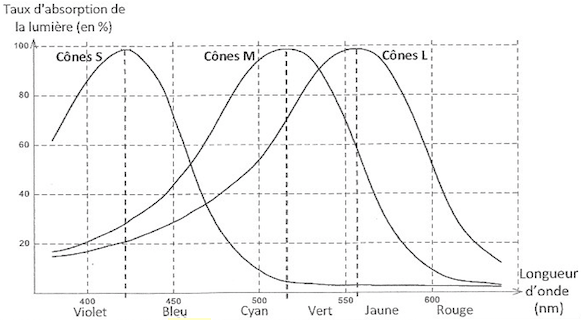 Taux d'absorption de
la lumière (en %)
100
Cônes S
Cônes M
Cônes L
80
60
40
20
400
450
500
550
600
Longueur
d'onde
(nm)
Violet
Bleu
Cyan
Vert
Jaune
Rouge